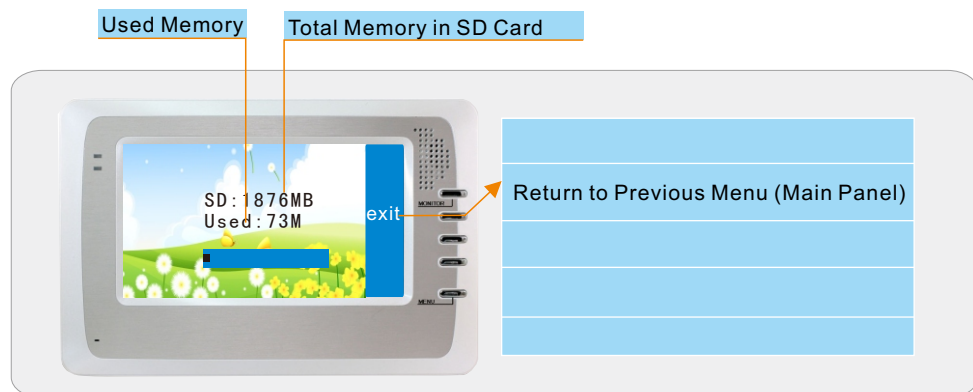 Used Memory
Total Memory in SD Card
SD:1876MB
Used:73M
exit
MONITOR
MENU
Return to Previous Menu (Main Panel)